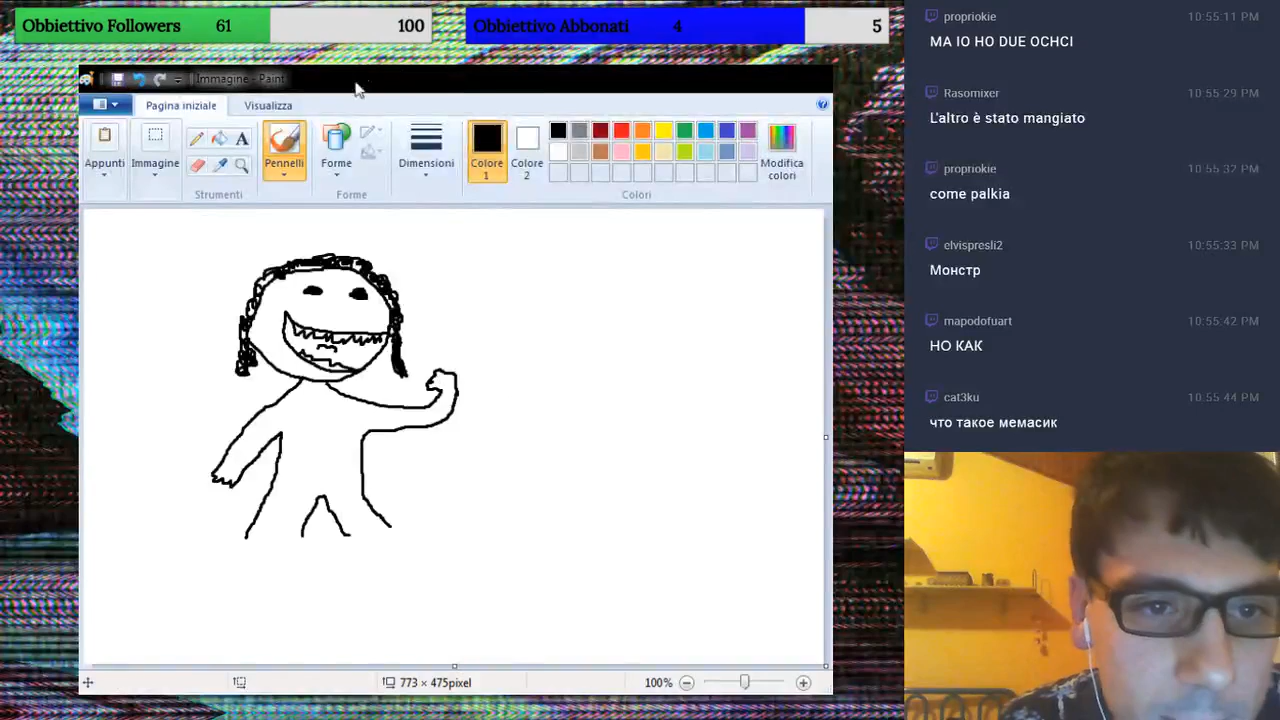 Obbiettivo Followers 61 100
Obbiettivo Abbonati 4 5
Immagine - Paint
Pagina iniziale Visualizza
Appunti
Immagine
Strumenti
Pennelli
Forme
Forme
Dimensioni
Colore 1
Colore 2
Modifica colori
Colori
773 × 475pixel
100%
propriokie 10:55:11 PM
MA IO HO DUE OCHCI
Rasomixer 10:55:29 PM
L'altro è stato mangiato
propriokie 10:55:32 PM
come palkia
elvispresli2 10:55:33 PM
Монстр
mapodofuart 10:55:42 PM
НО КАК
cat3ku 10:55:44 PM
что такое мемасик